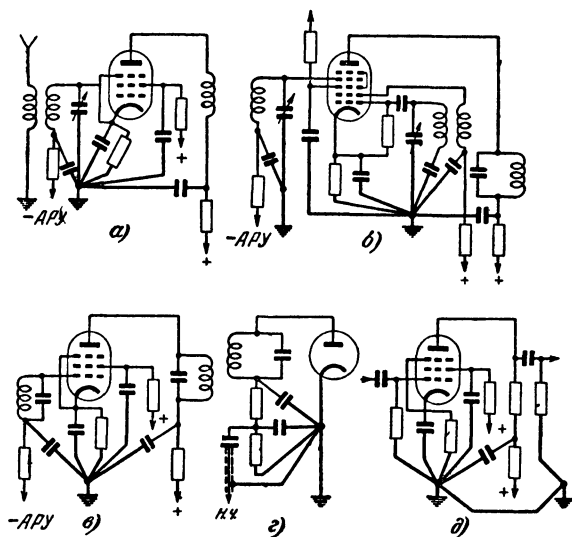 +
-АРУ
а)
+
-АРУ
б)
+
+
+
-АРУ
в)
+
н.ч.
г)
+
д)
+